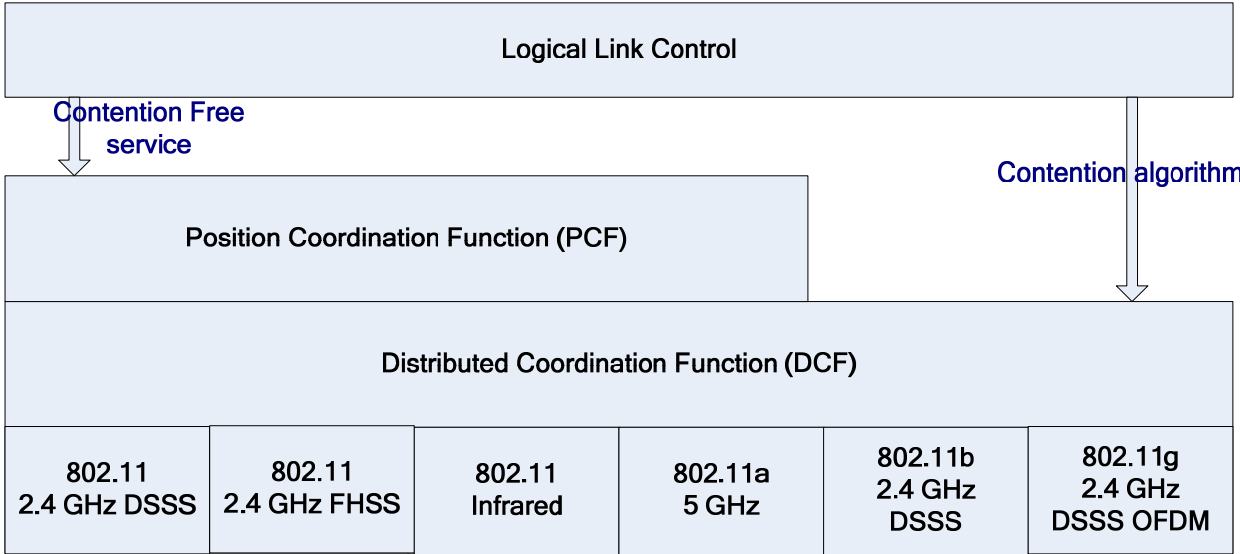 Logical Link Control
Contention Free
service
Contention algorithm
Position Coordination Function (PCF)
Distributed Coordination Function (DCF)
802.11
2.4 GHz DSSS
802.11
2.4 GHz FHSS
802.11
Infrared
802.11a
5 GHz
802.11b
2.4 GHz
DSSS
802.11g
2.4 GHz
DSSS OFDM